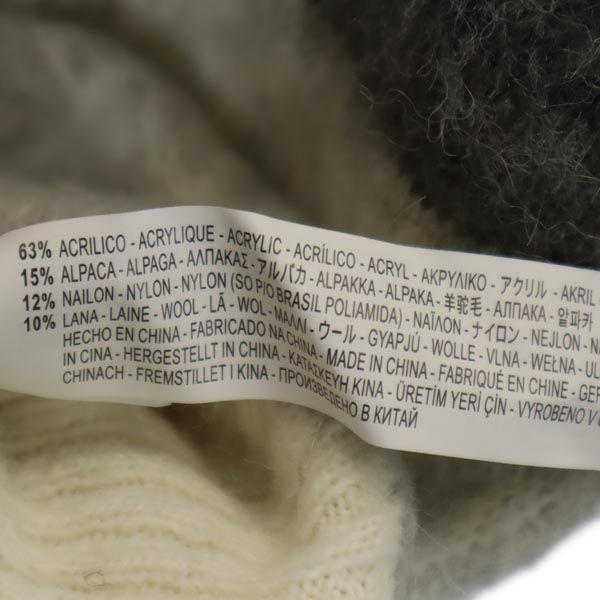 63% ACRILICO - ACRYLIQUE - ACRYLIC - ACRÍLICO - ACRYL - ΑΚΡΥΛΙΚΟ - アクリル - AKRIL -
15% ALPACA - ALPAGA - ΑΛΠΑΚΑΣ - アルパカ - ALPAKKA - ALPAKA - 羊驼毛 - АЛПАКА - 알파카
12% NAILON - NYLON - NYLON (SO P/O BRASIL POLIAMIDA) - NAÏLON - ナイロン - NEJLON -
10% LANA - LAINE - WOOL - LÃ - WOL - ΜΑΛΛΙ - ウール - GYAPJÚ - WOLLE - VLNA - WEŁNA -
HECHO EN CHINA - FABRICADO NA CHINA - MADE IN CHINA - FABRIQUÉ EN CHINE -
IN CINA - HERGESTELLT IN CHINA - ΚΑΤΑΣΚΕΥΗ ΚΙΝΑ - ÜRETİM YERİ ÇİN - VYROBENO V
CHINACH - FREMSTILLET I KINA - ПРОИЗВЕДЕНО В КИТАЙ